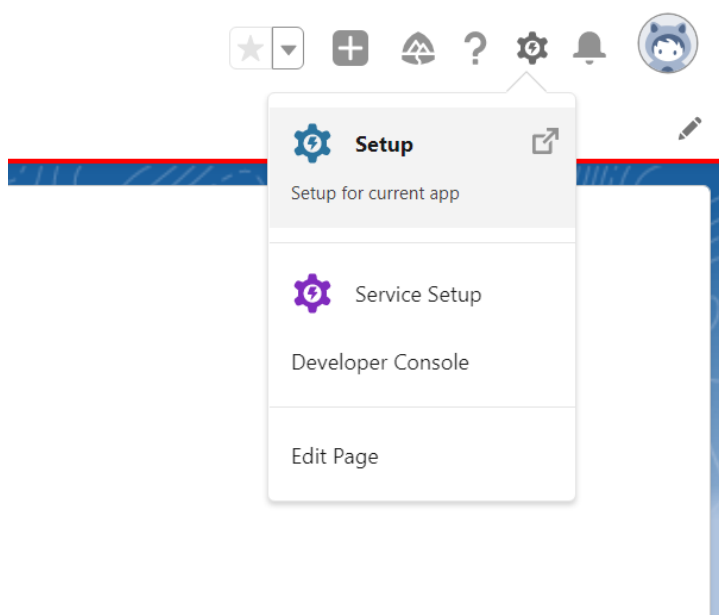 Setup
Setup for current app
Service Setup
Developer Console
Edit Page